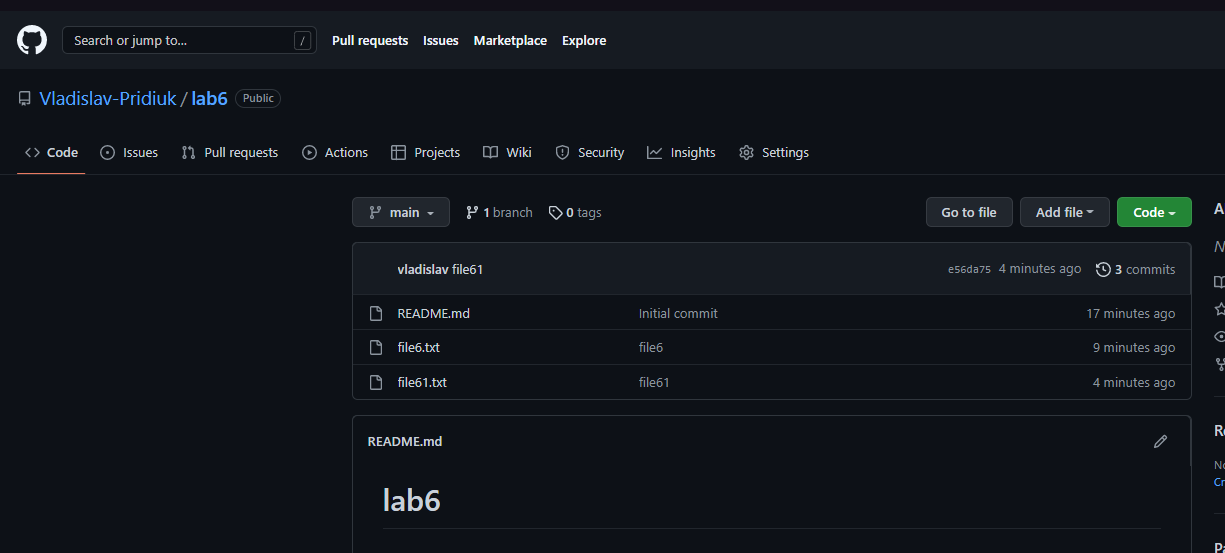 Search or jump to... / Pull requests Issues Marketplace Explore
Vladislav-Pridiuk / lab6 Public
Code Issues Pull requests Actions Projects Wiki Security Insights Settings
main 1 branch 0 tags Go to file Add file Code
vladislav file61 e56da75 4 minutes ago 3 commits
README.md Initial commit 17 minutes ago
file6.txt file6 9 minutes ago
file61.txt file61 4 minutes ago
README.md
lab6